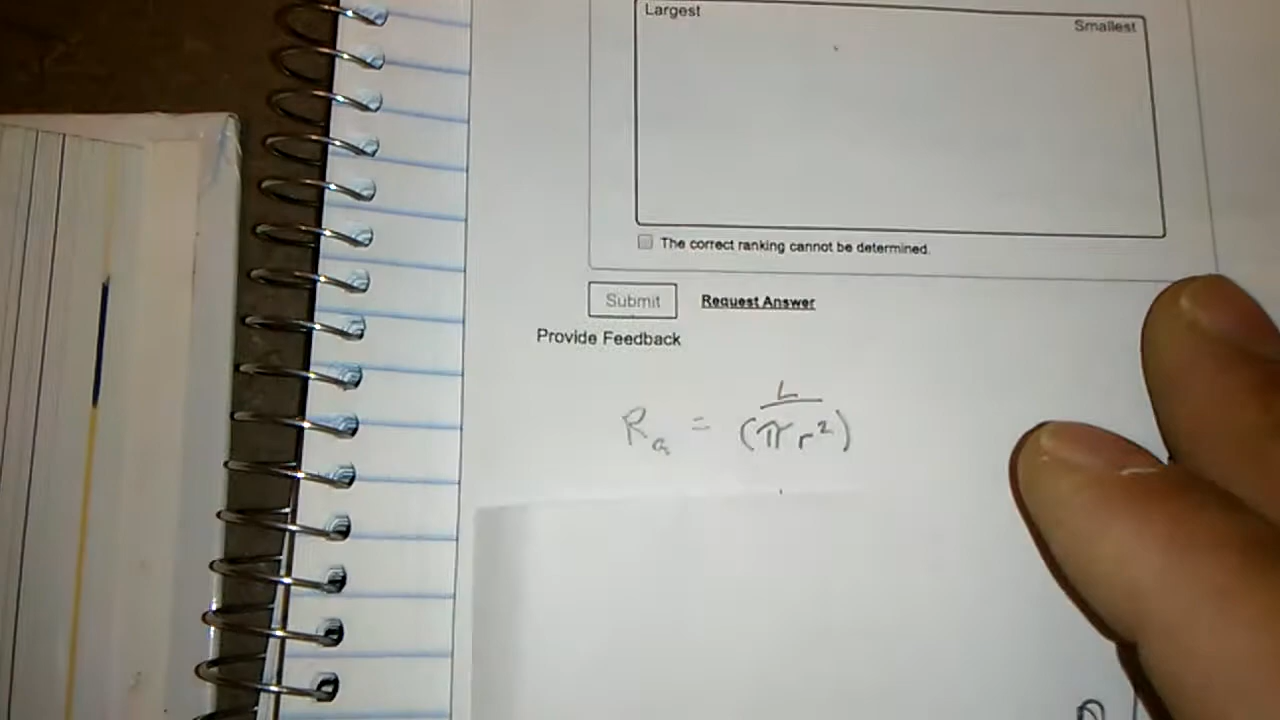 Largest
Smallest
The correct ranking cannot be determined.
Submit Request Answer
Provide Feedback
Rₐ = L / (πr²)